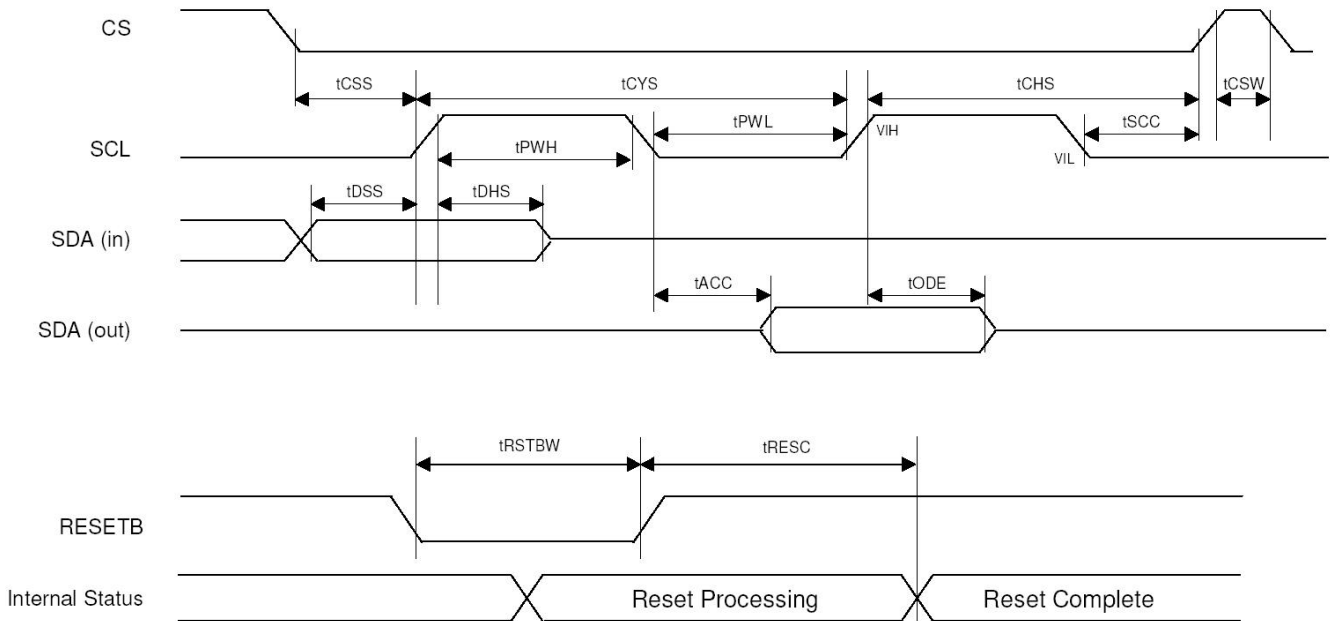 CS
tCSS
tCYS
tCHS
tCSW
SCL
tPWH
tPWL
VIH
tSCC
VIL
tDSS
tDHS
SDA (in)
tACC
tODE
SDA (out)
tRSTBW
tRESC
RESETB
Internal Status
Reset Processing
Reset Complete